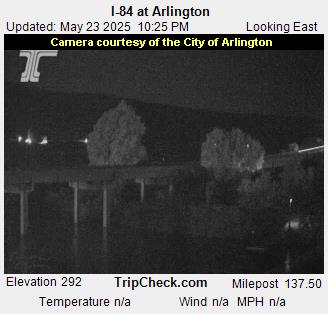 I-84 at Arlington
Updated: May 23 2025 10:25 PM Looking East
Camera courtesy of the City of Arlington
Elevation 292 TripCheck.com Milepost 137.50
Temperature n/a Wind n/a MPH n/a